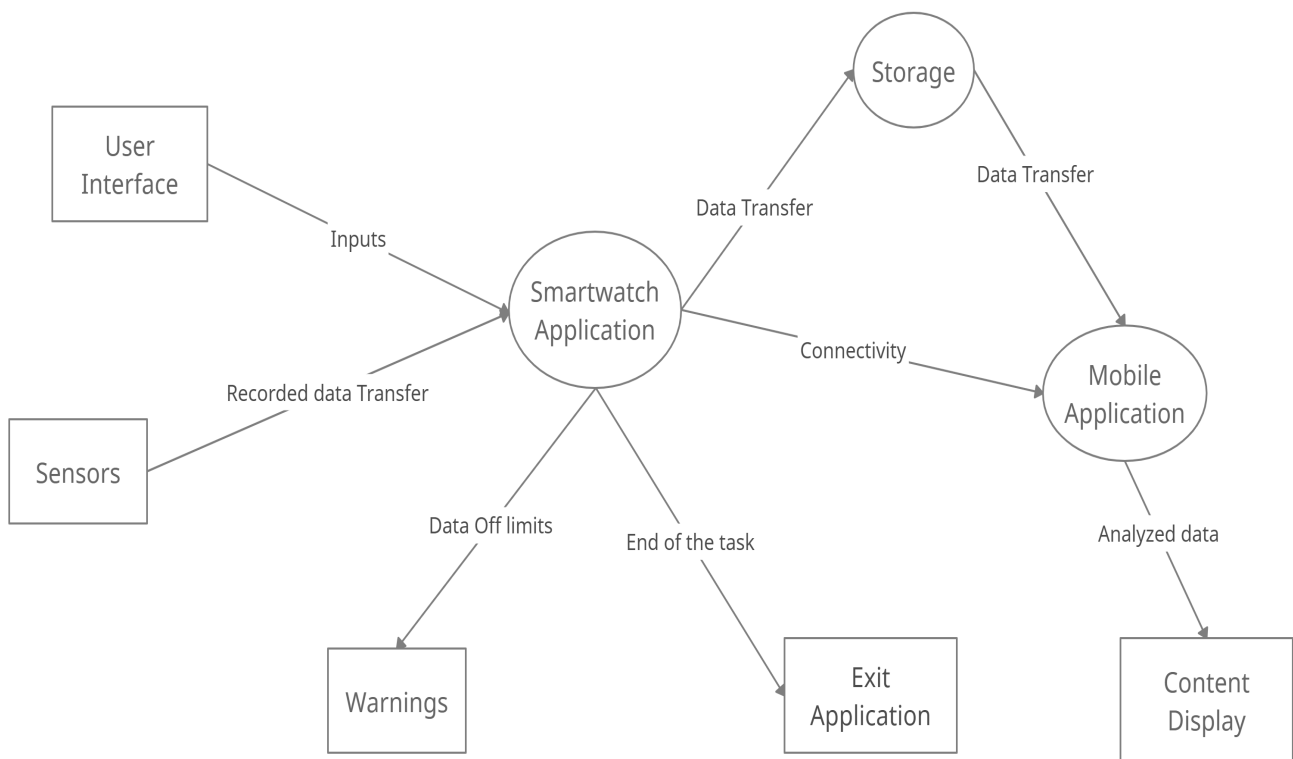 Storage
User
Interface
Data Transfer
Data Transfer
Inputs
Smartwatch
Application
Connectivity
Mobile
Application
Recorded data Transfer
Sensors
Data Off limits
End of the task
Analyzed data
Warnings
Exit
Application
Content
Display